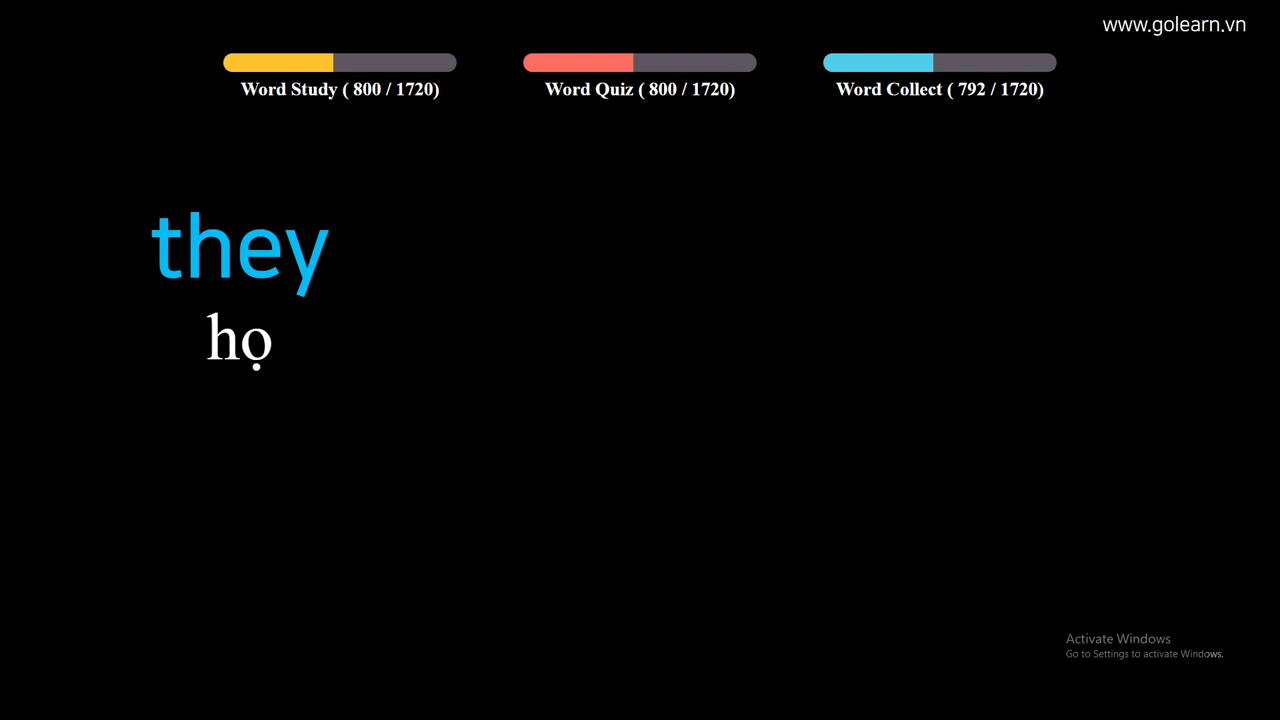 www.golearn.vn
Word Study ( 800 / 1720)
Word Quiz ( 800 / 1720)
Word Collect ( 792 / 1720)
they
họ
Activate Windows
Go to Settings to activate Windows.